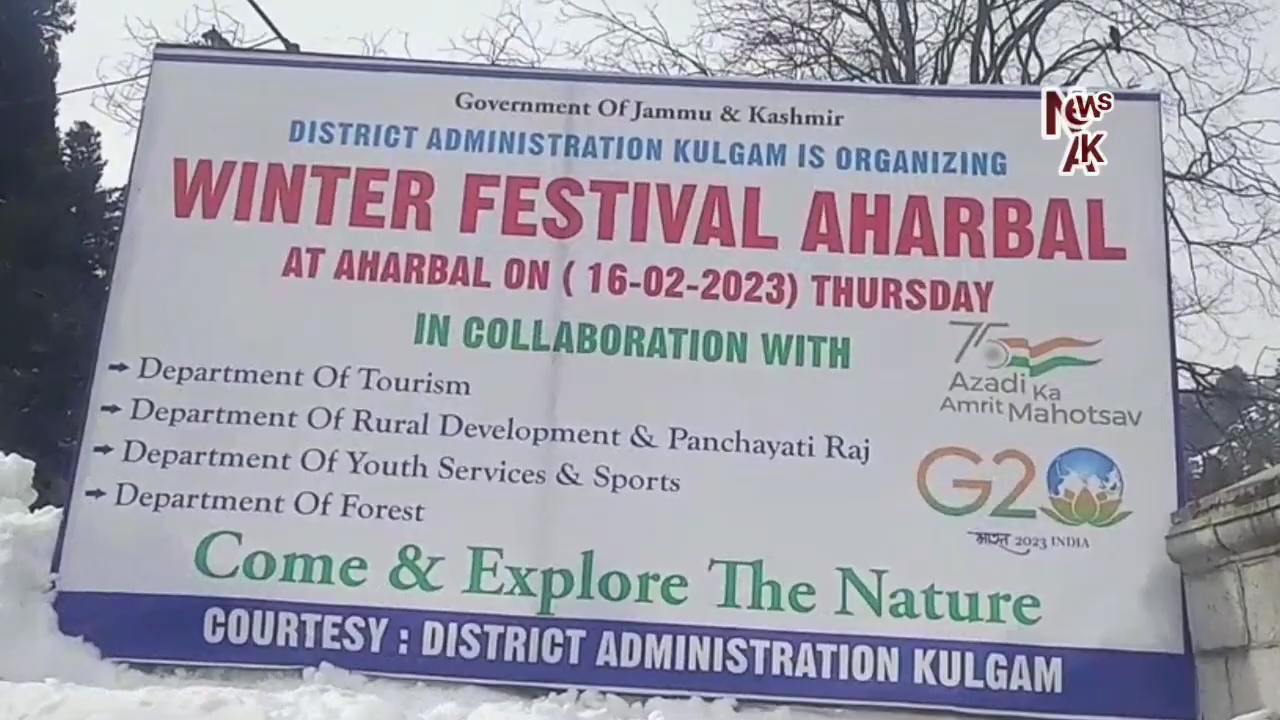 News
AK
Government Of Jammu & Kashmir
DISTRICT ADMINISTRATION KULGAM IS ORGANIZING
WINTER FESTIVAL AHARBAL
AT AHARBAL ON ( 16-02-2023) THURSDAY
IN COLLABORATION WITH
Department Of Tourism
Department Of Rural Development & Panchayati Raj
Department Of Youth Services & Sports
Department Of Forest
75
Azadi Ka
Amrit Mahotsav
G20
भारत 2023 INDIA
Come & Explore The Nature
COURTESY : DISTRICT ADMINISTRATION KULGAM